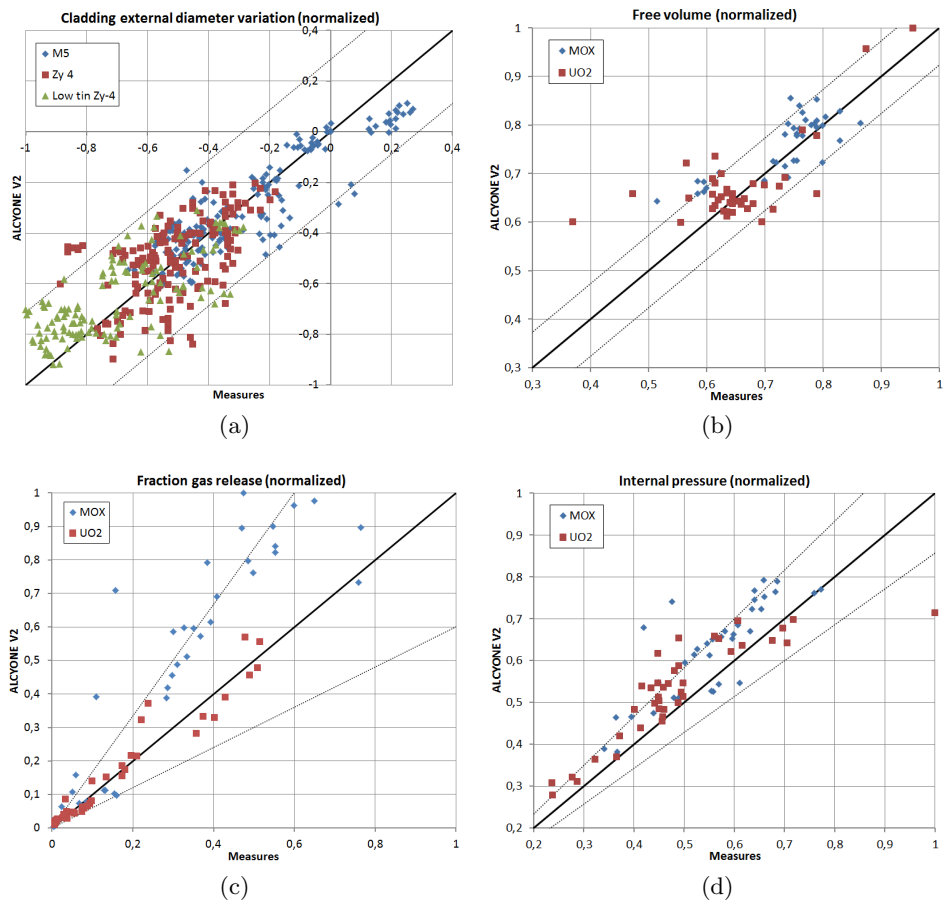 Cladding external diameter variation (normalized)
M5
Zy 4
Low tin Zy-4
0,4
0,2
0
-0,2
-0,4
-0,6
-0,8
-1
-1 -0,8 -0,6 -0,4 -0,2 0 0,2 0,4
ALCYONE V2
Measures
(a)
Free volume (normalized)
MOX
UO2
1
0,9
0,8
0,7
0,6
0,5
0,4
0,3
0,3 0,4 0,5 0,6 0,7 0,8 0,9 1
ALCYONE V2
Measures
(b)
Fraction gas release (normalized)
MOX
UO2
1
0,9
0,8
0,7
0,6
0,5
0,4
0,3
0,2
0,1
0
0 0,2 0,4 0,6 0,8 1
ALCYONE V2
Measures
(c)
Internal pressure (normalized)
MOX
UO2
1
0,9
0,8
0,7
0,6
0,5
0,4
0,3
0,2
0,2 0,3 0,4 0,5 0,6 0,7 0,8 0,9 1
ALCYONE V2
Measures
(d)